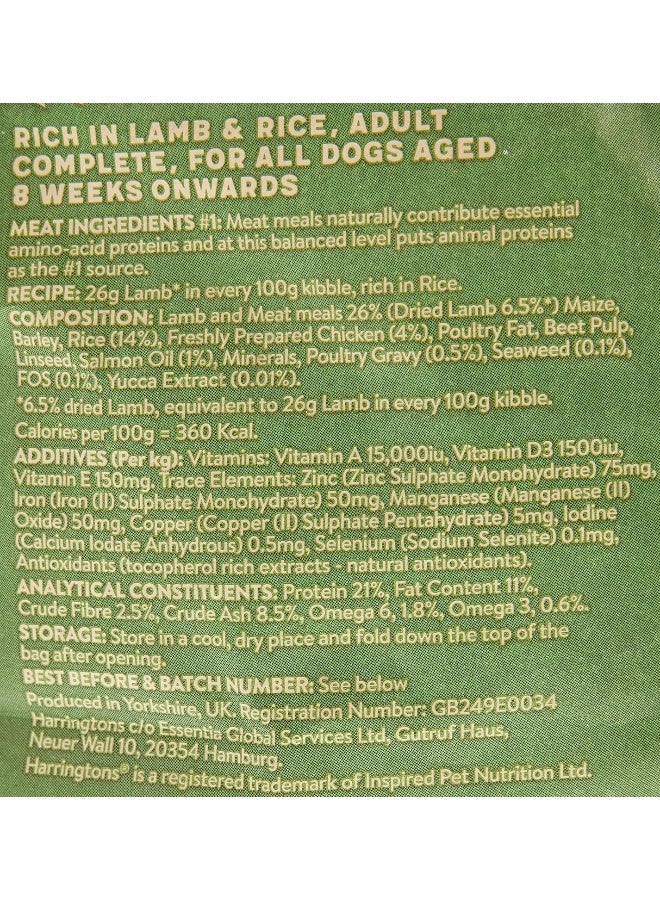 RICH IN LAMB & RICE, ADULT
COMPLETE, FOR ALL DOGS AGED
8 WEEKS ONWARDS
MEAT INGREDIENTS #1: Meat meals naturally contribute essential
amino-acid proteins and at this balanced level puts animal proteins
as the #1 source.
RECIPE: 26g Lamb* in every 100g kibble, rich in Rice.
COMPOSITION: Lamb and Meat meals 26% (Dried Lamb 6.5%*) Maize,
Barley, Rice (14%), Freshly Prepared Chicken (4%), Poultry Fat, Beet Pulp,
Linseed, Salmon Oil (1%), Minerals, Poultry Gravy (0.5%), Seaweed (0.1%),
FOS (0.1%), Yucca Extract (0.01%).
*6.5% dried Lamb, equivalent to 26g Lamb in every 100g kibble.
Calories per 100g = 360 Kcal.
ADDITIVES (Per kg): Vitamins: Vitamin A 15,000iu, Vitamin D3 1500iu,
Vitamin E 150mg, Trace Elements: Zinc (Zinc Sulphate Monohydrate) 75mg,
Iron (Iron (II) Sulphate Monohydrate) 50mg, Manganese (Manganese (II)
Oxide) 50mg, Copper (Copper (II) Sulphate Pentahydrate) 5mg, Iodine
(Calcium Iodate Anhydrous) 0.5mg, Selenium (Sodium Selenite) 0.1mg,
Antioxidants (tocopherol rich extracts - natural antioxidants).
ANALYTICAL CONSTITUENTS: Protein 21%, Fat Content 11%,
Crude Fibre 2.5%, Crude Ash 8.5%, Omega 6, 1.8%, Omega 3, 0.6%.
STORAGE: Store in a cool, dry place and fold down the top of the
bag after opening.
BEST BEFORE & BATCH NUMBER: See below
Produced in Yorkshire, UK. Registration Number: GB249E0034
Harringtons c/o Essentia Global Services Ltd, Gutruf Haus,
Neuer Wall 10, 20354 Hamburg.
Harringtons® is a registered trademark of Inspired Pet Nutrition Ltd.